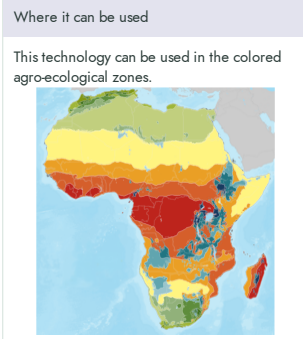 Where it can be used
This technology can be used in the colored
agro-ecological zones.